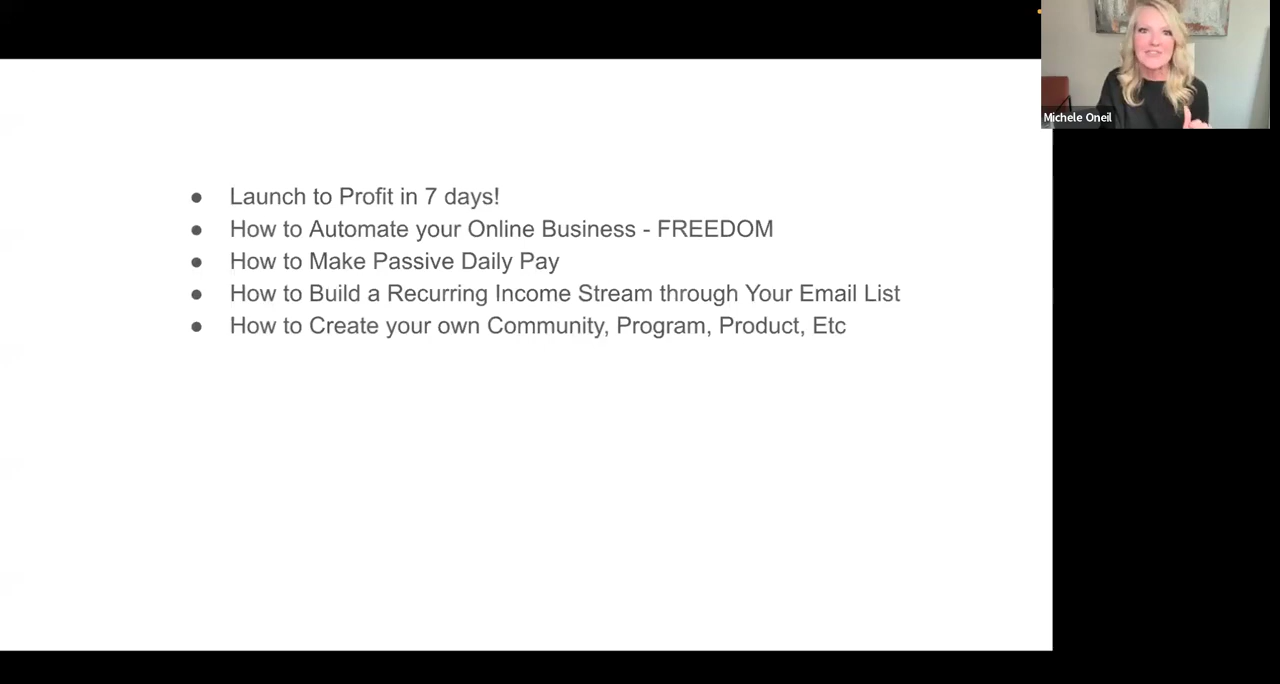 Michele Oneil
Launch to Profit in 7 days!
How to Automate your Online Business - FREEDOM
How to Make Passive Daily Pay
How to Build a Recurring Income Stream through Your Email List
How to Create your own Community, Program, Product, Etc